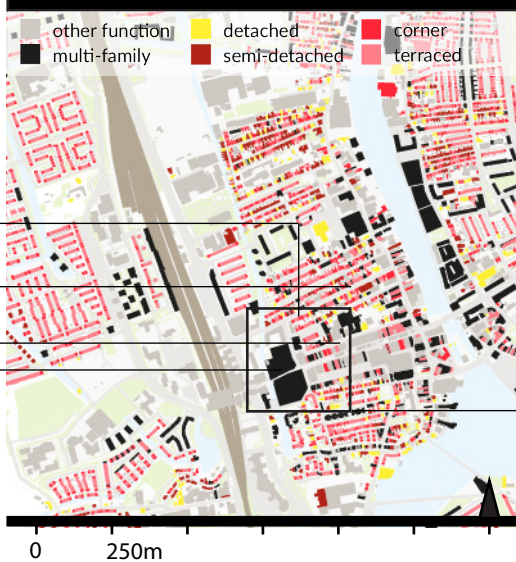 other function detached corner
multi-family semi-detached terraced
0 250m